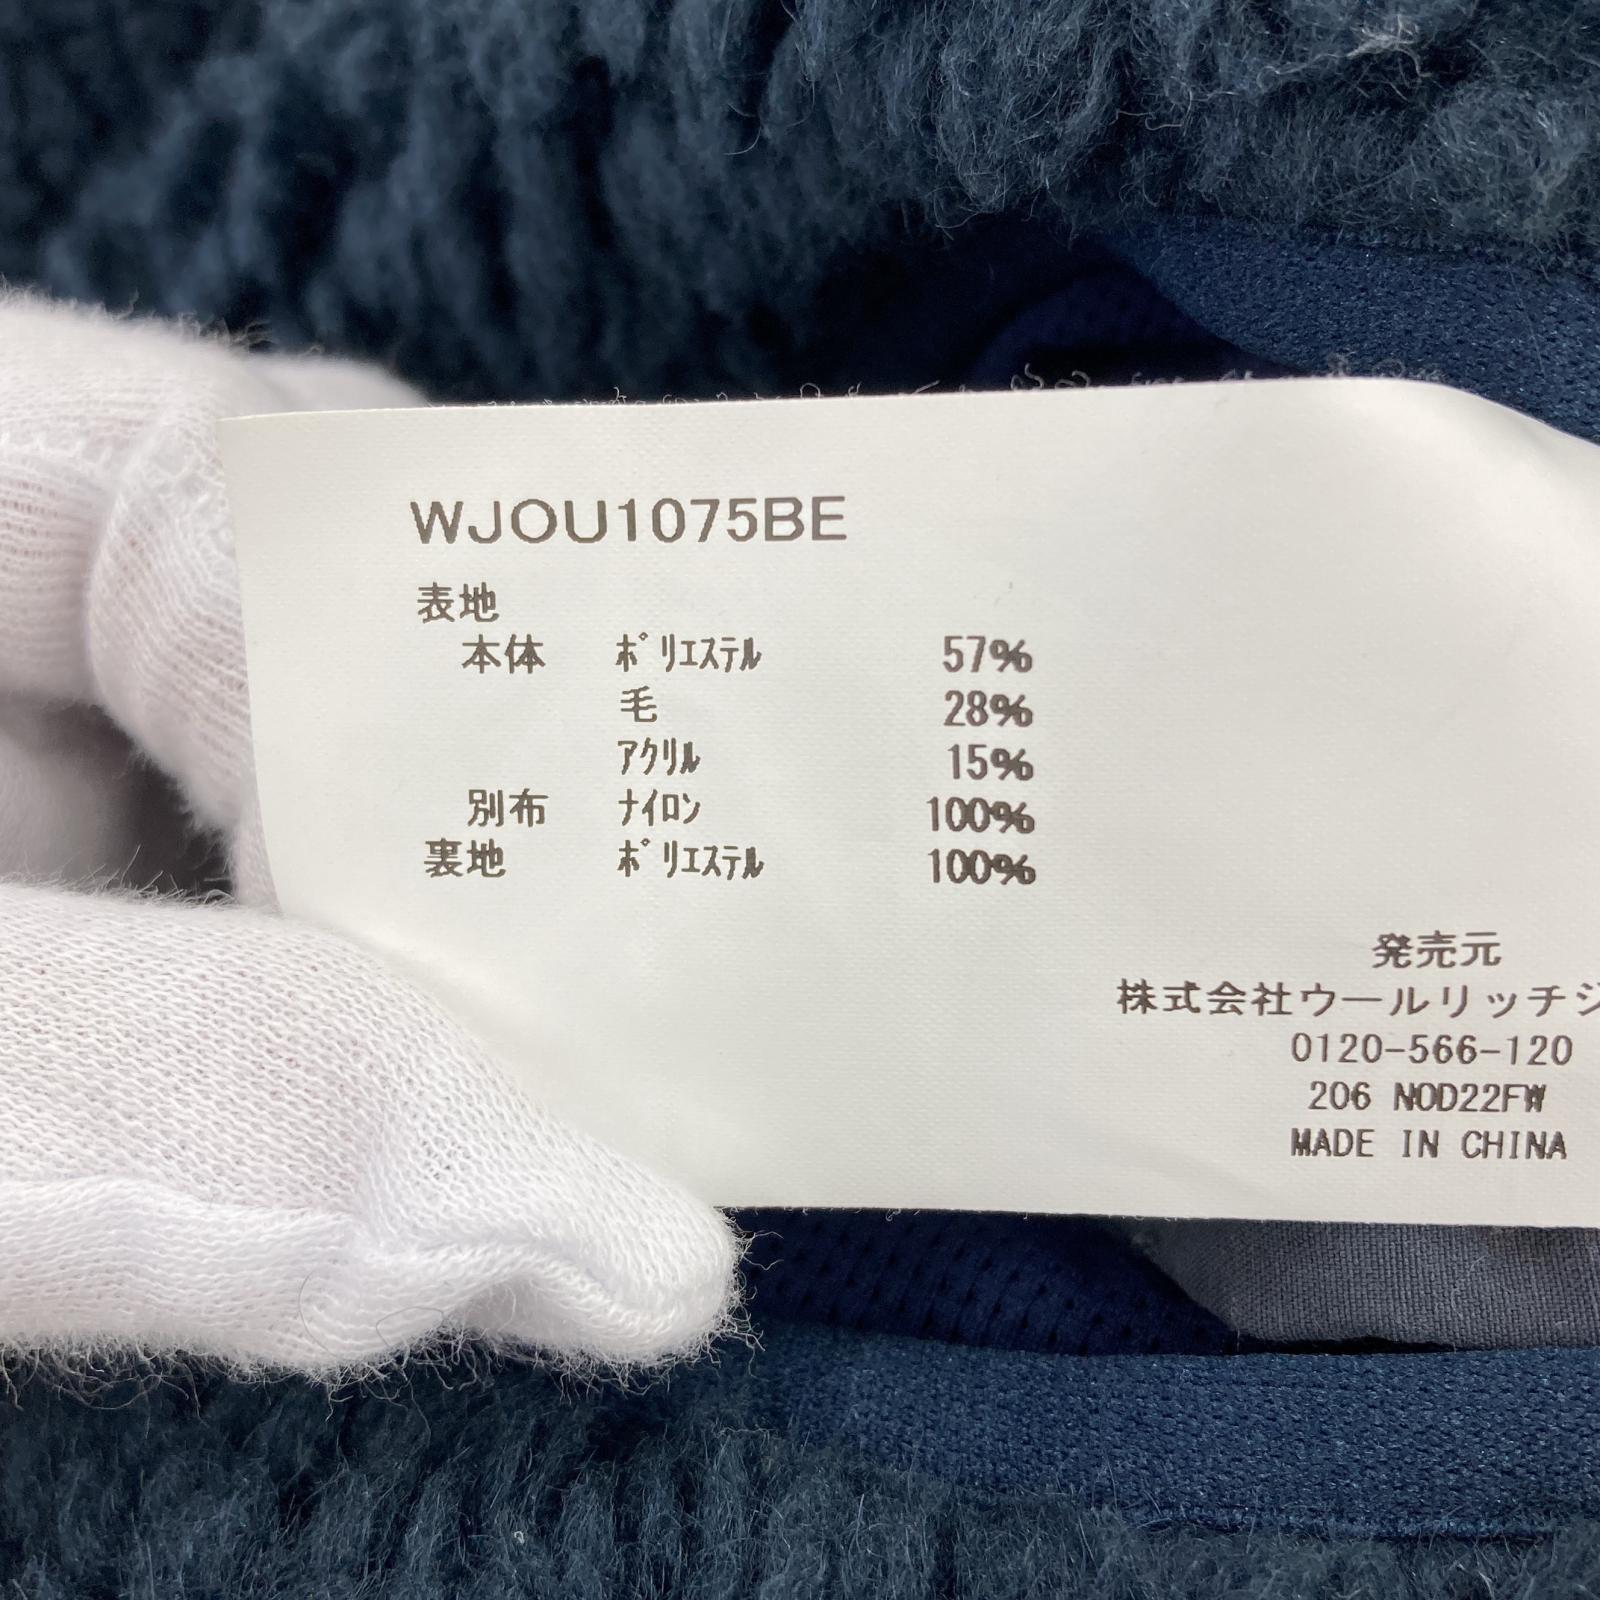 WJOU1075BE
表地
本体 ﾎﾟﾘｴｽﾃﾙ 57%
毛 28%
ｱｸﾘﾙ 15%
別布 ﾅｲﾛﾝ 100%
裏地 ﾎﾟﾘｴｽﾃﾙ 100%
発売元
株式会社ウールリッチジ
0120-566-120
206 NOD22FW
MADE IN CHINA